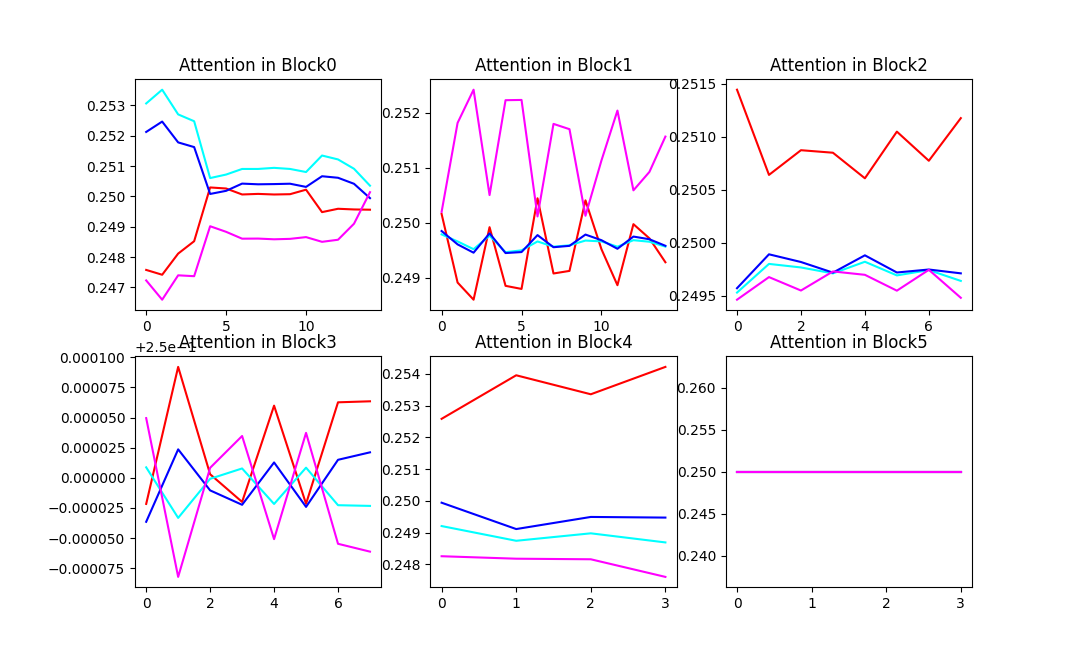 Attention in Block0
0.253
0.252
0.251
0.250
0.249
0.248
0.247
0 5 10
Attention in Block1
0.252
0.251
0.250
0.249
0 5 10
Attention in Block2
0.2515
0.2510
0.2505
0.2500
0.2495
0 2 4 6
Attention in Block3
+2.5e−1
0.000100
0.000075
0.000050
0.000025
0.000000
−0.000025
−0.000050
−0.000075
0 2 4 6
Attention in Block4
0.254
0.253
0.252
0.251
0.250
0.249
0.248
0 1 2 3
Attention in Block5
0.260
0.255
0.250
0.245
0.240
0 1 2 3